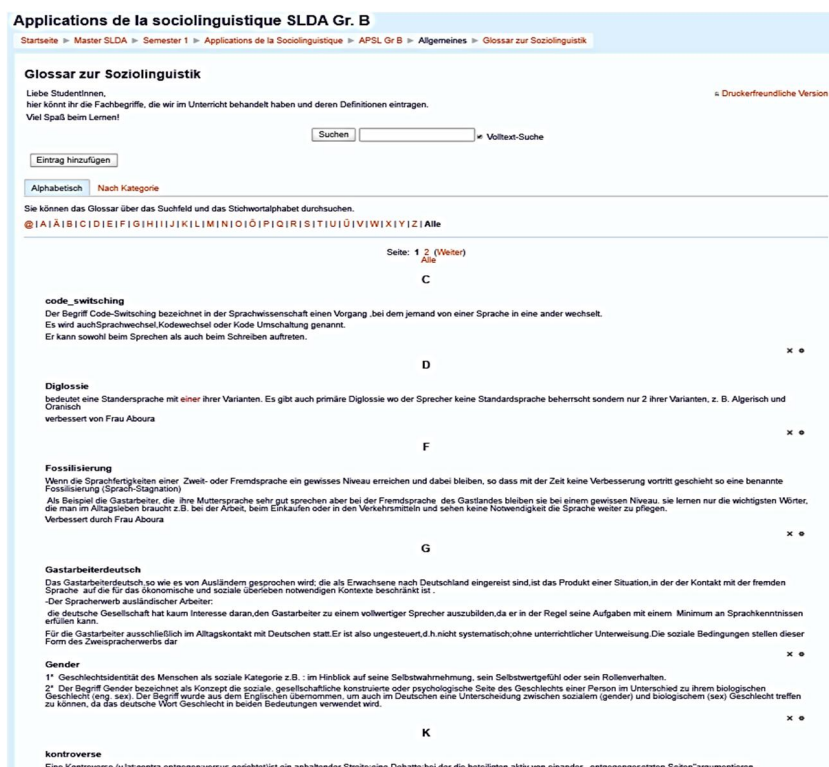 Applications de la sociolinguistique SLDA Gr. B
Startseite ► Master SLDA ► Semester 1 ► Applications de la Sociolinguistique ► APSL Gr B ► Allgemeines ► Glossar zur Soziolinguistik
Glossar zur Soziolinguistik
Liebe StudentInnen,
Druckerfreundliche Version
hier könnt ihr die Fachbegriffe, die wir im Unterricht behandelt haben und deren Definitionen eintragen.
Viel Spaß beim Lernen!
Suchen Volltext-Suche
Eintrag hinzufügen
Alphabetisch Nach Kategorie
Sie können das Glossar über das Suchfeld und das Stichwortalphabet durchsuchen.
@ | A | Ä | B | C | D | E | F | G | H | I | J | K | L | M | N | O | Ö | P | Q | R | S | T | U | Ü | V | W | X | Y | Z | Alle
Seite: 1 2 (Weiter)
Alle
C
code_switsching
Der Begriff Code-Switsching bezeichnet in der Sprachwissenschaft einen Vorgang ,bei dem jemand von einer Sprache in eine ander wechselt.
Es wird auchSprachwechsel,Kodewechsel oder Kode Umschaltung genannt.
Er kann sowohl beim Sprechen als auch beim Schreiben auftreten.
D
Diglossie
bedeutet eine Standersprache mit einer ihrer Varianten. Es gibt auch primäre Diglossie wo der Sprecher keine Standardsprache beherrscht sondern nur 2 ihrer Varianten, z. B. Algerisch und
Oranisch
verbessert von Frau Aboura
F
Fossilisierung
Wenn die Sprachfertigkeiten einer Zweit- oder Fremdsprache ein gewisses Niveau erreichen und dabei bleiben, so dass mit der Zeit keine Verbesserung vortritt geschieht so eine benannte
Fossilisierung (Sprach-Stagnation)
Als Beispiel die Gastarbeiter, die ihre Muttersprache sehr gut sprechen aber bei der Fremdsprache des Gastlandes bleiben sie bei einem gewissen Niveau. sie lernen nur die wichtigsten Wörter,
die man im Alltagsleben braucht z.B. bei der Arbeit, beim Einkaufen oder in den Verkehrsmitteln und sehen keine Notwendigkeit die Sprache weiter zu pflegen.
Verbessert durch Frau Aboura
G
Gastarbeiterdeutsch
Das Gastarbeiterdeutsch,so wie es von Ausländern gesprochen wird; die als Erwachsene nach Deutschland eingereist sind,ist das Produkt einer Situation,in der der Kontakt mit der fremden
Sprache auf die für das ökonomische und soziale überleben notwendigen Kontexte beschränkt ist .
-Der Spracherwerb ausländischer Arbeiter:
die deutsche Gesellschaft hat kaum Interesse daran,den Gastarbeiter zu einem vollwertiger Sprecher auszubilden,da er in der Regel seine Aufgaben mit einem Minimum an Sprachkenntnissen
erfüllen kann.
Für die Gastarbeiter ausschließlich im Alltagskontakt mit Deutschen statt.Er ist also ungesteuert,d.h.nicht systematisch;ohne unterrichtlicher Unterweisung.Die soziale Bedingungen stellen dieser
Form des Zweispracherwerbs dar
Gender
1* Geschlechtsidentität des Menschen als soziale Kategorie z.B. : im Hinblick auf seine Selbstwahrnehmung, sein Selbstwertgefühl oder sein Rollenverhalten.
2* Der Begriff Gender bezeichnet als Konzept die soziale, gesellschaftliche konstruierte oder psychologische Seite des Geschlechts einer Person im Unterschied zu ihrem biologischen
Geschlecht (eng. sex). Der Begriff wurde aus dem Englischen übernommen, um auch im Deutschen eine Unterscheidung zwischen sozialem (gender) und biologischem (sex) Geschlecht treffen
zu können, da das deutsche Wort Geschlecht in beiden Bedeutungen verwendet wird.
K
kontroverse